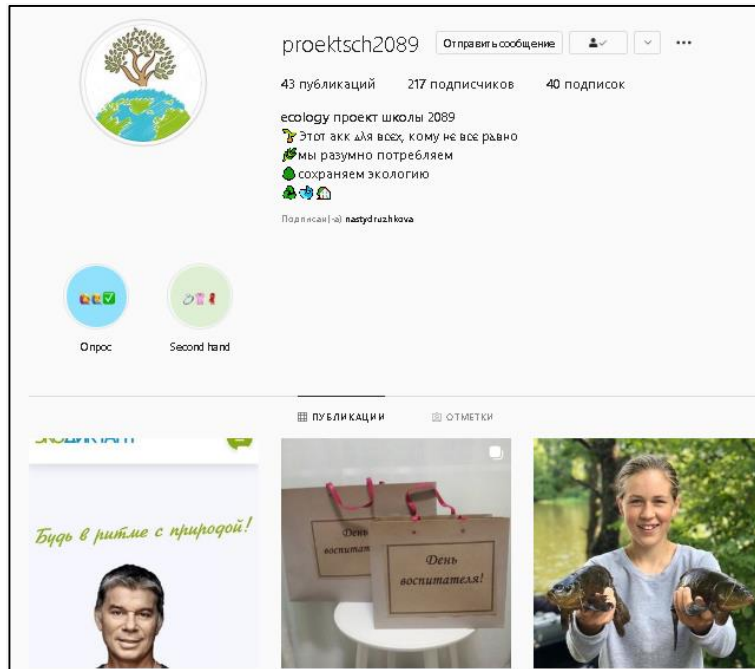 proektsch2089 Отправить сообщение
43 публикаций 217 подписчиков 40 подписок
ecology проект школы 2089
Этот акк для всех, кому не все равно
мы разумно потребляем
сохраняем экологию
Подписан(-а) nastydruzhkova
Опрос Second hand
ПУБЛИКАЦИИ ОТМЕТКИ
Будь в ритме с природой!
День
воспитателя!
День
воспитателя!